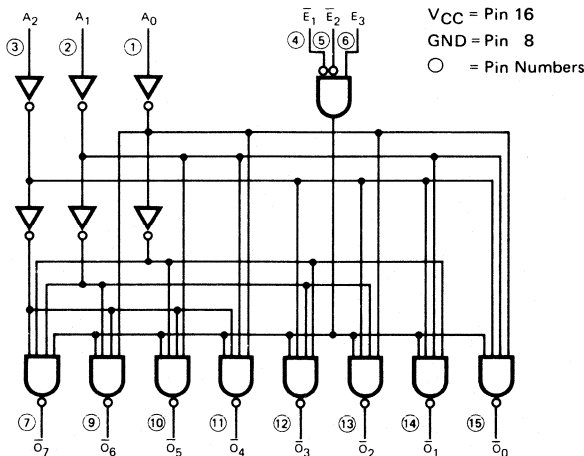 A₂ A₁ A₀ Ē₁ Ē₂ E₃
③ ② ① ④ ⑤ ⑥
VCC = Pin 16
GND = Pin 8
○ = Pin Numbers
⑦ ⑨ ⑩ ⑪ ⑫ ⑬ ⑭ ⑮
Ō₇ Ō₆ Ō₅ Ō₄ Ō₃ Ō₂ Ō₁ Ō₀